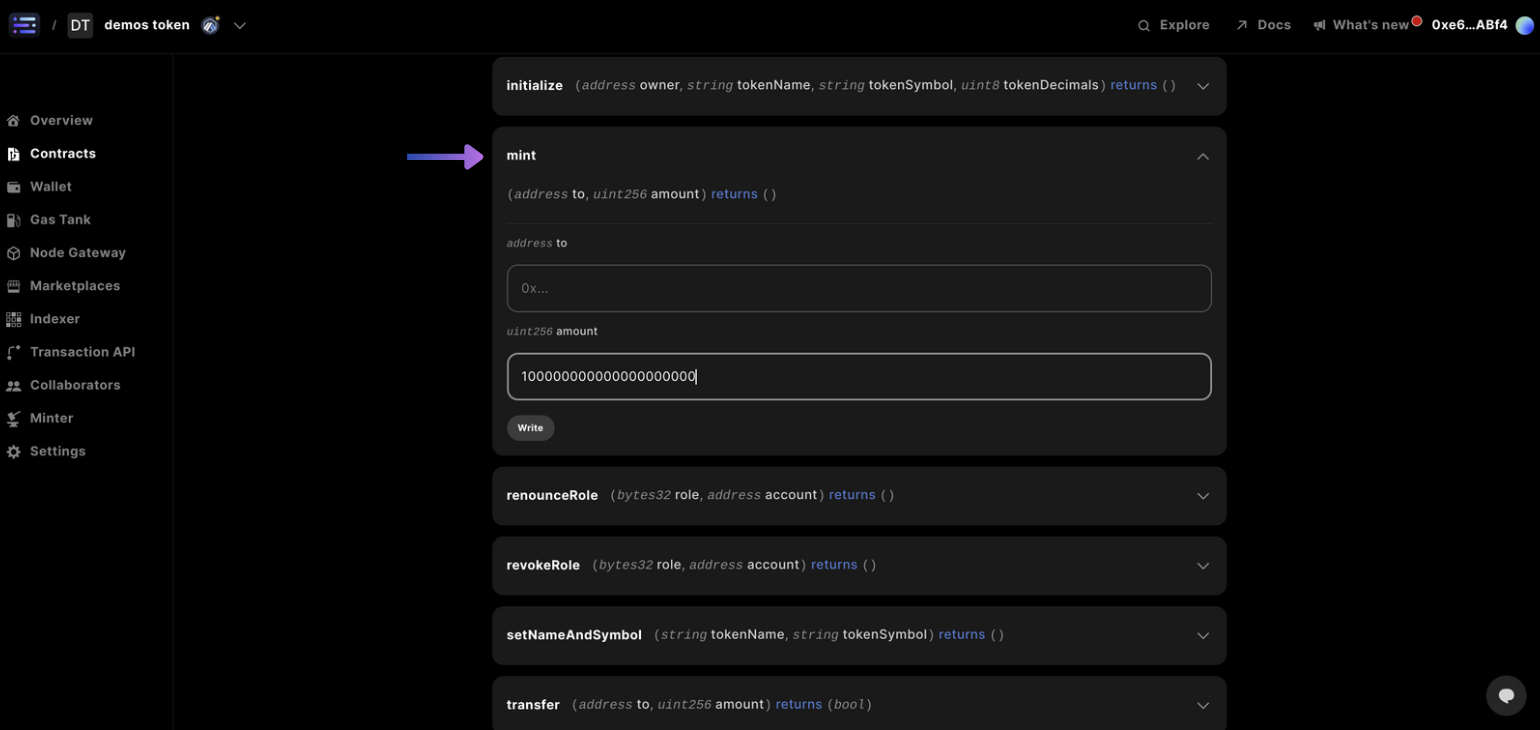 / DT demos token
Explore
Docs
What's new
0xe6...ABf4
Overview
Contracts
Wallet
Gas Tank
Node Gateway
Marketplaces
Indexer
Transaction API
Collaborators
Minter
Settings
initialize (address owner, string tokenName, string tokenSymbol, uint8 tokenDecimals) returns ()
mint
(address to, uint256 amount) returns ()
address to
0x...
uint256 amount
100000000000000000000
Write
renounceRole (bytes32 role, address account) returns ()
revokeRole (bytes32 role, address account) returns ()
setNameAndSymbol (string tokenName, string tokenSymbol) returns ()
transfer (address to, uint256 amount) returns (bool)